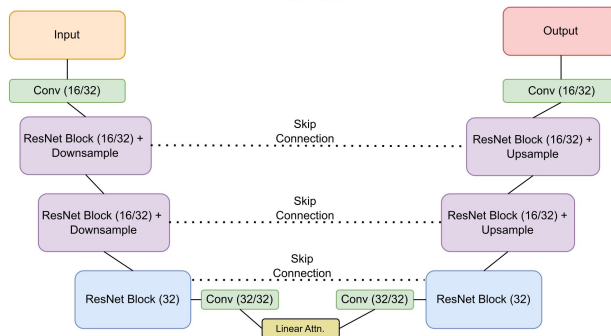 Input
Output
Conv (16/32)
Conv (16/32)
ResNet Block (16/32) +
Downsample
Skip
Connection
ResNet Block (16/32) +
Upsample
ResNet Block (16/32) +
Downsample
Skip
Connection
ResNet Block (16/32) +
Upsample
Skip
Connection
ResNet Block (32)
Conv (32/32)
Conv (32/32)
ResNet Block (32)
Linear Attn.